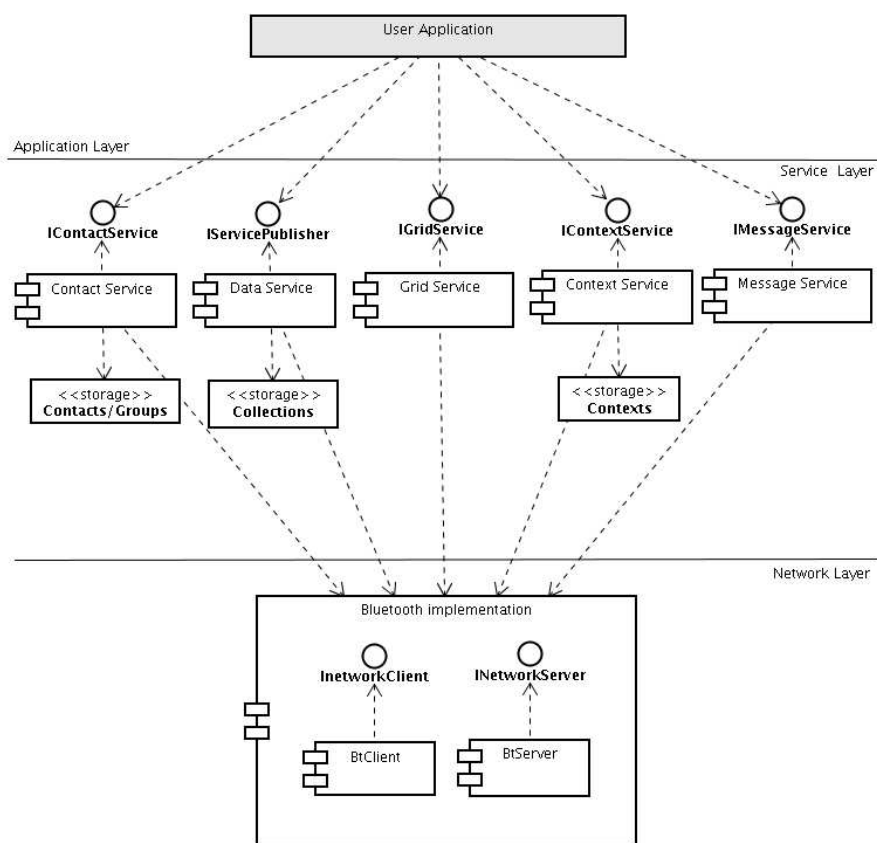 User Application
Application Layer
Service Layer
IContactService
IServicePublisher
IGridService
IContextService
IMessageService
Contact Service
Data Service
Grid Service
Context Service
Message Service
<<storage>>
Contacts/Groups
<<storage>>
Collections
<<storage>>
Contexts
Network Layer
Bluetooth implementation
InetworkClient
INetworkServer
BtClient
BtServer